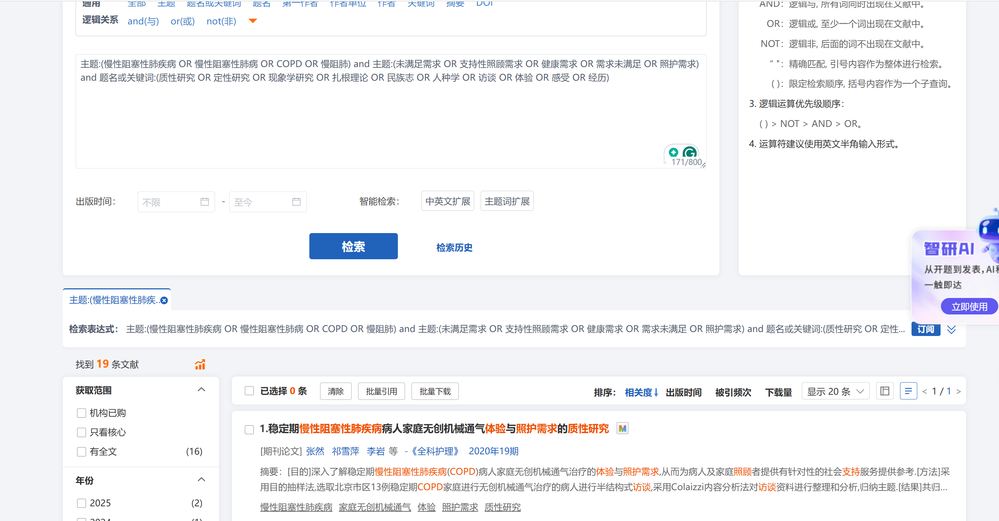 通用 全部 主题 题名或关键词 题名 第一作者 作者单位 作者 关键词 摘要 DOI
逻辑关系 and(与) or(或) not(非)
主题:(慢性阻塞性肺疾病 OR 慢性阻塞性肺病 OR COPD OR 慢阻肺) and 主题:(未满足需求 OR 支持性照顾需求 OR 健康需求 OR 需求未满足 OR 照护需求)
and 题名或关键词:(质性研究 OR 定性研究 OR 现象学研究 OR 扎根理论 OR 民族志 OR 人种学 OR 访谈 OR 体验 OR 感受 OR 经历)
171/800
出版时间： 不限 - 至今 智能检索： 中英文扩展 主题词扩展
检索 检索历史
AND：逻辑与, 所有词同时出现在文献中。
OR：逻辑或, 至少一个词出现在文献中。
NOT：逻辑非, 后面的词不出现在文献中。
“ "：精确匹配, 引号内容作为整体进行检索。
( )：限定检索顺序, 括号内容作为一个子查询。
3. 逻辑运算优先级顺序：
( ) > NOT > AND > OR。
4. 运算符建议使用英文半角输入形式。
智研AI
从开题到发表，AI
一触即达
立即使用
主题:(慢性阻塞性肺疾..
检索表达式： 主题:(慢性阻塞性肺疾病 OR 慢性阻塞性肺病 OR COPD OR 慢阻肺) and 主题:(未满足需求 OR 支持性照顾需求 OR 健康需求 OR 需求未满足 OR 照护需求) and 题名或关键词:(质性研究 OR 定性... 订阅
找到 19 条文献
获取范围
机构已购
只看核心
有全文 (16)
年份
2025 (2)
2024 (1)
已选择 0 条 清除 批量引用 批量下载 排序： 相关度 出版时间 被引频次 下载量 显示 20 条 < 1 / 1 >
1.稳定期慢性阻塞性肺疾病病人家庭无创机械通气体验与照护需求的质性研究 M
[期刊论文] 张然 祁雪萍 李岩 等 -《全科护理》 2020年19期
摘要：[目的]深入了解稳定期慢性阻塞性肺疾病(COPD)病人家庭无创机械通气治疗的体验与照护需求,从而为病人及家庭照顾者提供有针对性的社会支持服务提供参考.[方法]采
用目的抽样法,选取北京市区13例稳定期COPD家庭进行无创机械通气治疗的病人进行半结构式访谈,采用Colaizzi内容分析法对访谈资料进行整理和分析,归纳主题.[结果]共归...
慢性阻塞性肺疾病 家庭无创机械通气 体验 照护需求 质性研究